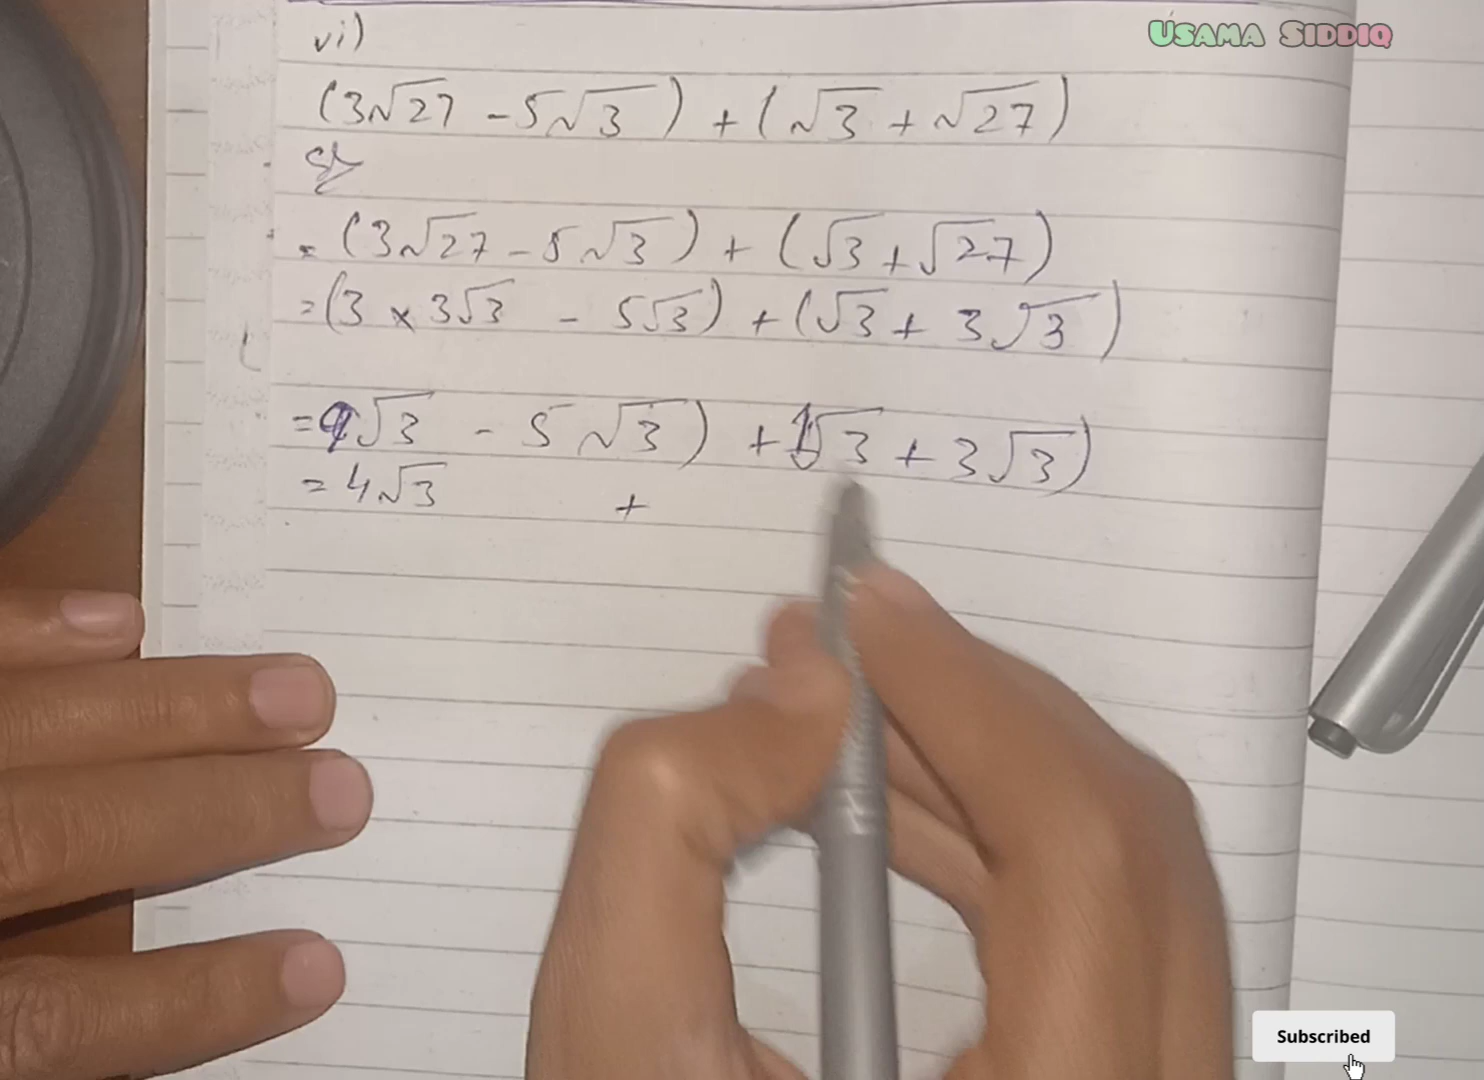 USAMA SIDDIQ
vi)
(3√27 - 5√3) + (√3 + √27)
= (3√27 - 5√3) + (√3 + √27)
= (3 × 3√3 - 5√3) + (√3 + 3√3)
= 9√3 - 5√3) + 1√3 + 3√3)
= 4√3 +
Subscribed